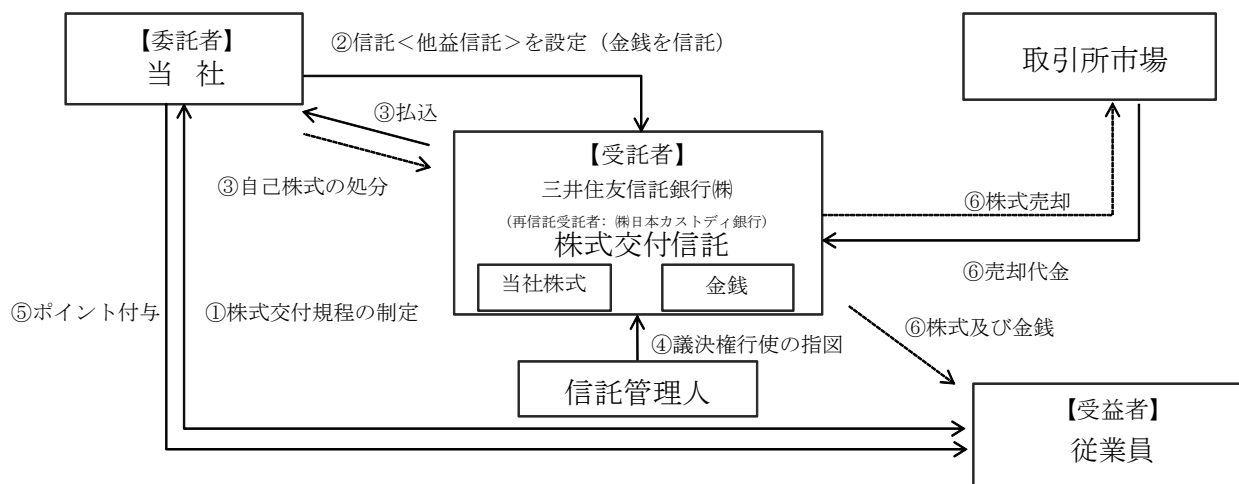 【委託者】
当 社
②信託＜他益信託＞を設定（金銭を信託）
取引所市場
③払込
③自己株式の処分
【受託者】
三井住友信託銀行㈱
（再信託受託者：㈱日本カストディ銀行）
株式交付信託
当社株式
金銭
⑥株式売却
⑥売却代金
⑤ポイント付与
①株式交付規程の制定
④議決権行使の指図
⑥株式及び金銭
信託管理人
【受益者】
従業員